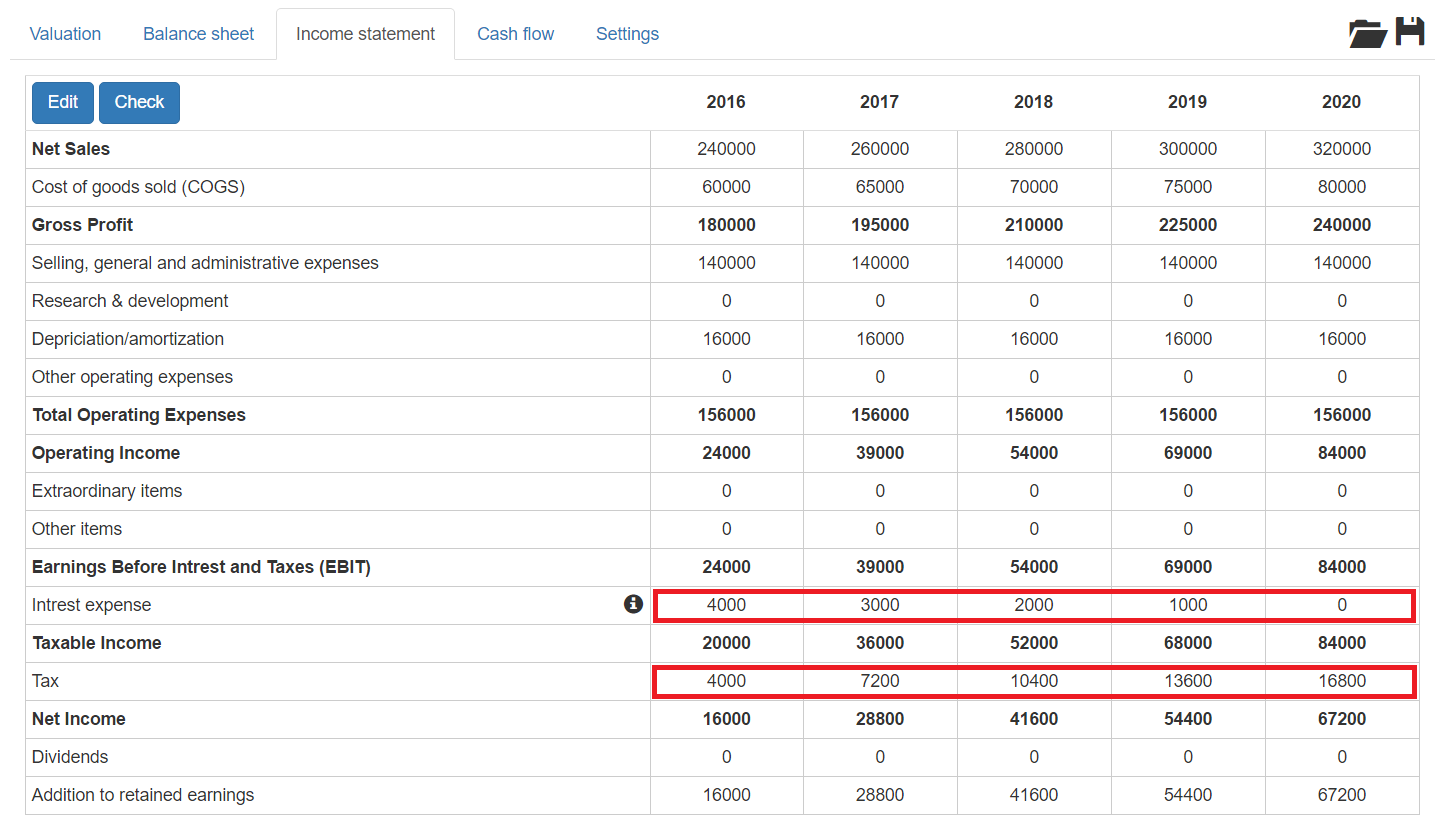 Valuation Balance sheet Income statement Cash flow Settings
Edit Check 2016 2017 2018 2019 2020
Net Sales 240000 260000 280000 300000 320000
Cost of goods sold (COGS) 60000 65000 70000 75000 80000
Gross Profit 180000 195000 210000 225000 240000
Selling, general and administrative expenses 140000 140000 140000 140000 140000
Research & development 0 0 0 0 0
Depriciation/amortization 16000 16000 16000 16000 16000
Other operating expenses 0 0 0 0 0
Total Operating Expenses 156000 156000 156000 156000 156000
Operating Income 24000 39000 54000 69000 84000
Extraordinary items 0 0 0 0 0
Other items 0 0 0 0 0
Earnings Before Intrest and Taxes (EBIT) 24000 39000 54000 69000 84000
Intrest expense 4000 3000 2000 1000 0
Taxable Income 20000 36000 52000 68000 84000
Tax 4000 7200 10400 13600 16800
Net Income 16000 28800 41600 54400 67200
Dividends 0 0 0 0 0
Addition to retained earnings 16000 28800 41600 54400 67200